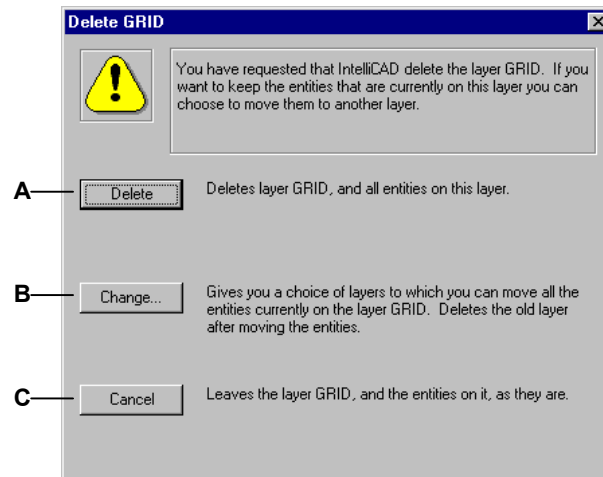 Delete GRID
You have requested that IntelliCAD delete the layer GRID. If you
want to keep the entities that are currently on this layer you can
choose to move them to another layer.
A
Delete
Deletes layer GRID, and all entities on this layer.
B
Change...
Gives you a choice of layers to which you can move all the
entities currently on the layer GRID. Deletes the old layer
after moving the entities.
C
Cancel
Leaves the layer GRID, and the entities on it, as they are.